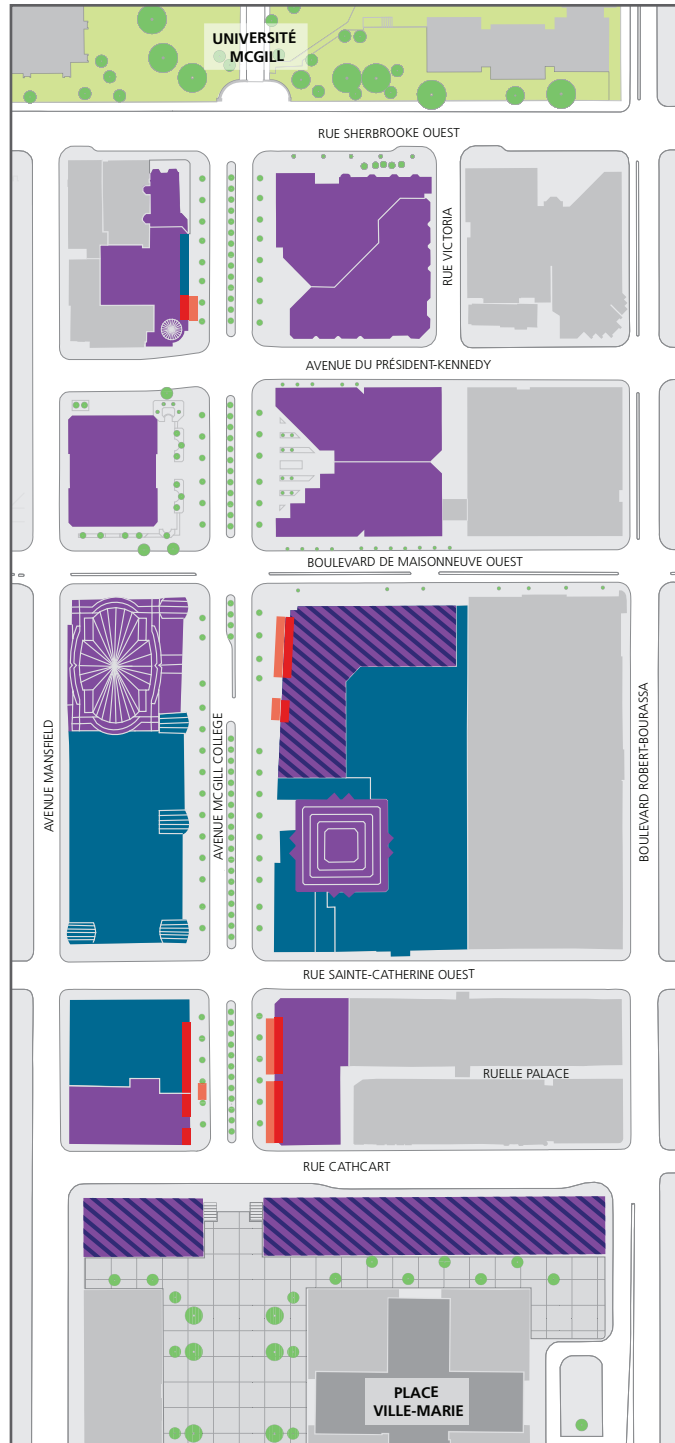 UNIVERSITÉ
MCGILL
RUE SHERBROOKE OUEST
RUE VICTORIA
AVENUE DU PRÉSIDENT-KENNEDY
BOULEVARD DE MAISONNEUVE OUEST
AVENUE MANSFIELD
AVENUE MCGILL COLLEGE
BOULEVARD ROBERT-BOURASSA
RUE SAINTE-CATHERINE OUEST
RUELLE PALACE
RUE CATHCART
PLACE
VILLE-MARIE